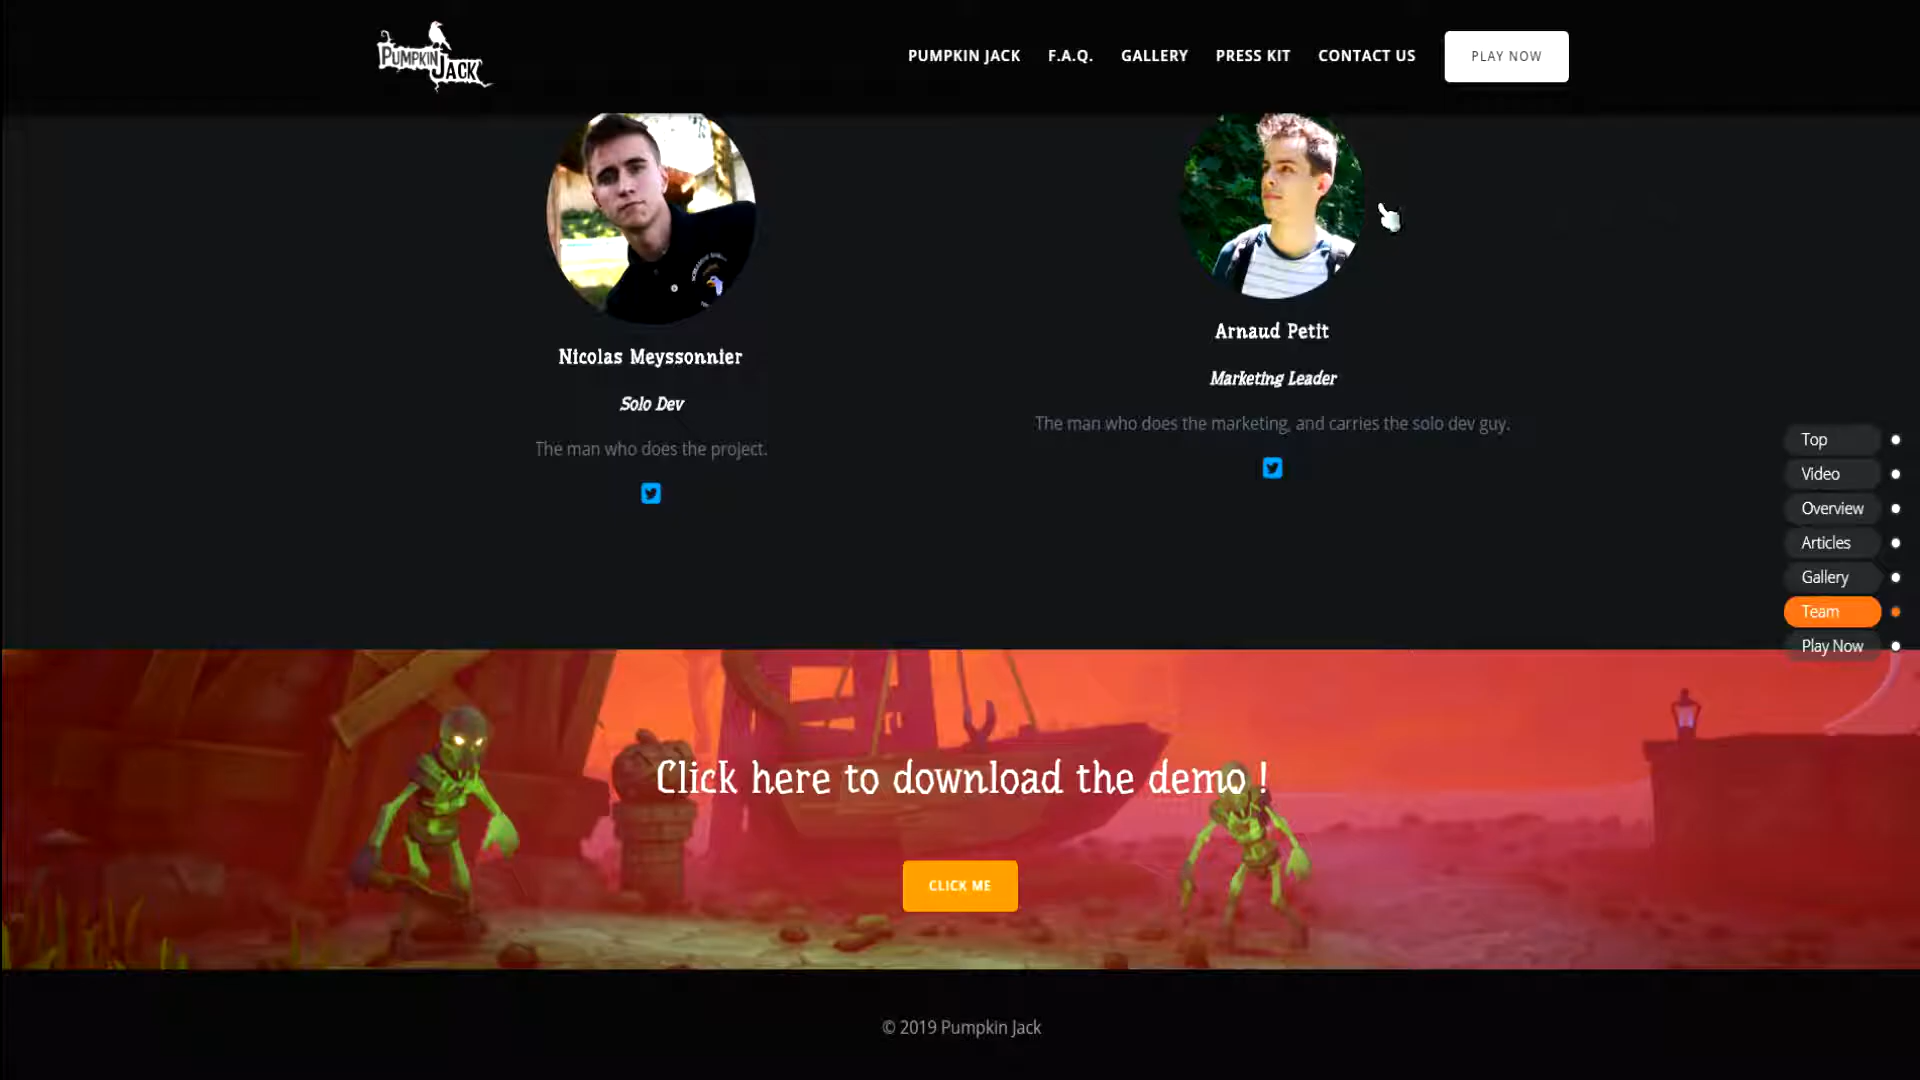 PUMPKIN JACK
PUMPKIN JACK F.A.Q. GALLERY PRESS KIT CONTACT US PLAY NOW
Nicolas Meyssonnier
Solo Dev
The man who does the project.
Arnaud Petit
Marketing Leader
The man who does the marketing, and carries the solo dev guy.
Top
Video
Overview
Articles
Gallery
Team
Play Now
Click here to download the demo !
CLICK ME
© 2019 Pumpkin Jack